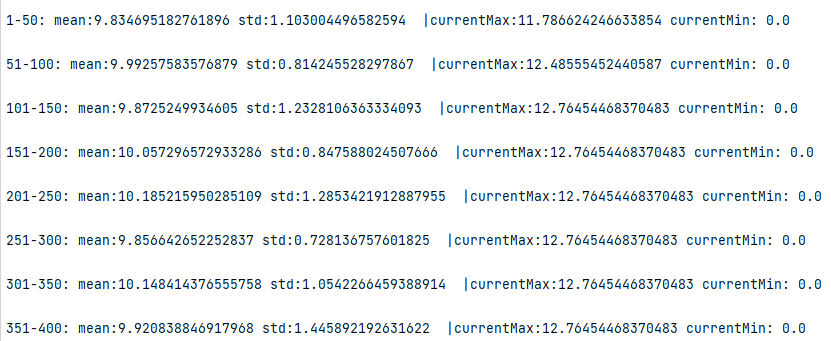 1-50: mean:9.834695182761896 std:1.103004496582594 |currentMax:11.786624246633854 currentMin: 0.0
51-100: mean:9.99257583576879 std:0.814245528297867 |currentMax:12.48555452440587 currentMin: 0.0
101-150: mean:9.8725249934605 std:1.2328106363334093 |currentMax:12.76454468370483 currentMin: 0.0
151-200: mean:10.057296572933286 std:0.847588024507666 |currentMax:12.76454468370483 currentMin: 0.0
201-250: mean:10.185215950285109 std:1.2853421912887955 |currentMax:12.76454468370483 currentMin: 0.0
251-300: mean:9.856642652252837 std:0.728136757601825 |currentMax:12.76454468370483 currentMin: 0.0
301-350: mean:10.148414376555758 std:1.0542266459388914 |currentMax:12.76454468370483 currentMin: 0.0
351-400: mean:9.920838846917968 std:1.445892192631622 |currentMax:12.76454468370483 currentMin: 0.0